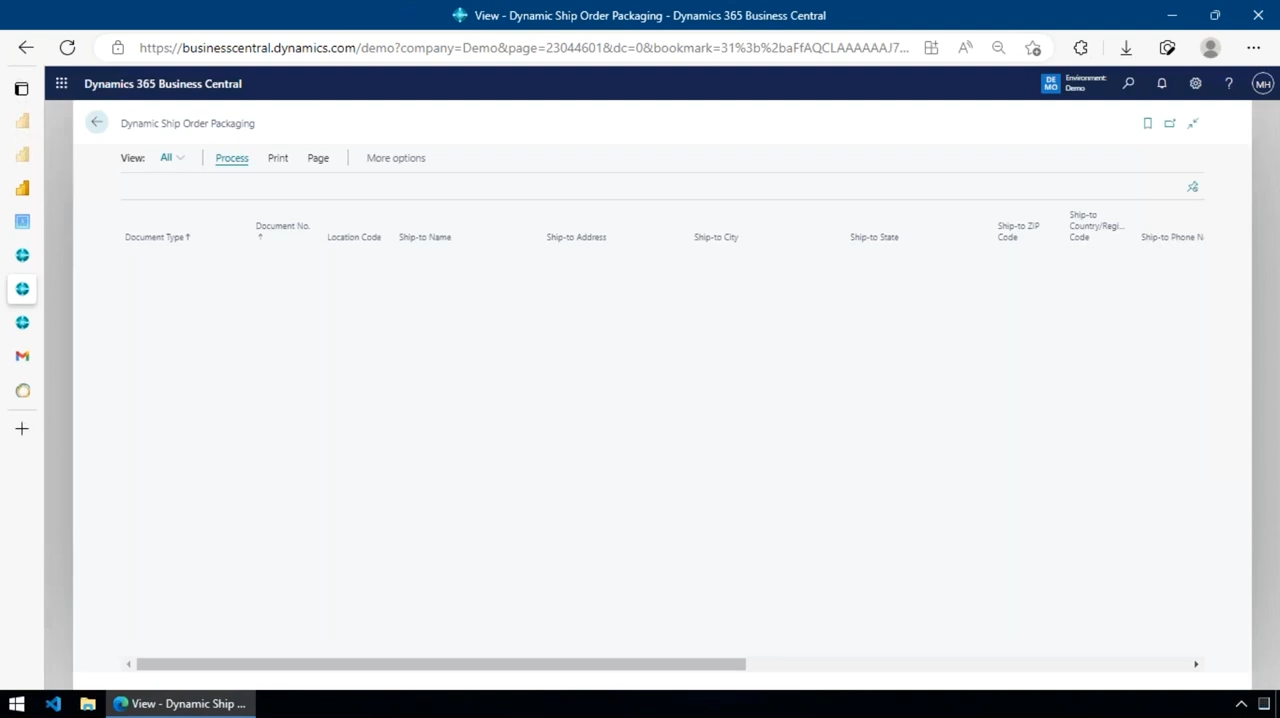 View - Dynamic Ship Order Packaging - Dynamics 365 Business Central
https://businesscentral.dynamics.com/demo?company=Demo&page=23044601&dc=0&bookmark=31%3b%2baFfAQCLAAAAAAJ7...
Dynamics 365 Business Central
DE
MO
Environment:
Demo
MH
Dynamic Ship Order Packaging
View: All Process Print Page More options
Document Type ↑
Document No.
↑
Location Code
Ship-to Name
Ship-to Address
Ship-to City
Ship-to State
Ship-to ZIP
Code
Ship-to
Country/Regi...
Code
Ship-to Phone N
View - Dynamic Ship ...